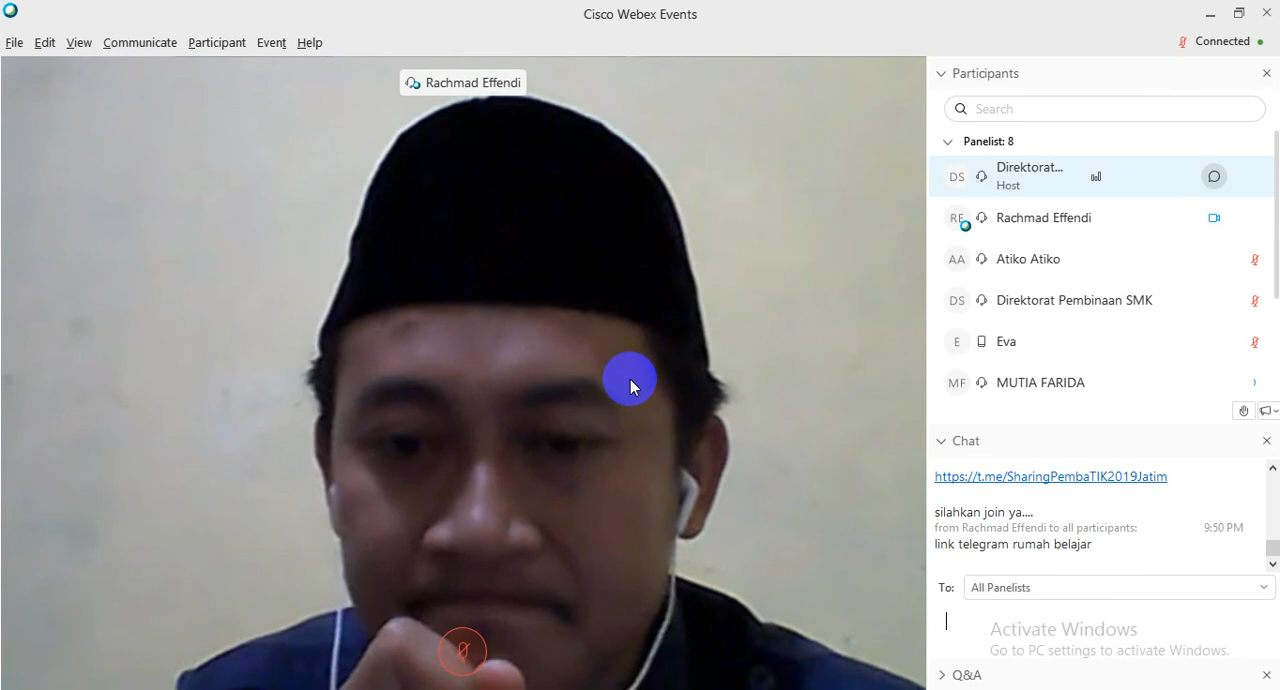 Cisco Webex Events
File Edit View Communicate Participant Event Help
Connected
Rachmad Effendi
Participants
Search
Panelist: 8
DS Direktorat...
Host
RE Rachmad Effendi
AA Atiko Atiko
DS Direktorat Pembinaan SMK
E Eva
MF MUTIA FARIDA
Chat
https://t.me/SharingPembaTIK2019Jatim
silahkan join ya....
from Rachmad Effendi to all participants: 9:50 PM
link telegram rumah belajar
To: All Panelists
Activate Windows
Go to PC settings to activate Windows.
Q&A